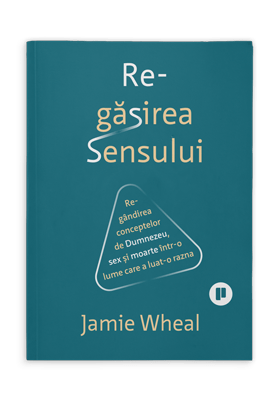 Re-
găsirea
Sensului
Re-
gândirea
conceptelor
de Dumnezeu,
sex și moarte într-o
lume care a luat-o razna
Jamie Wheal